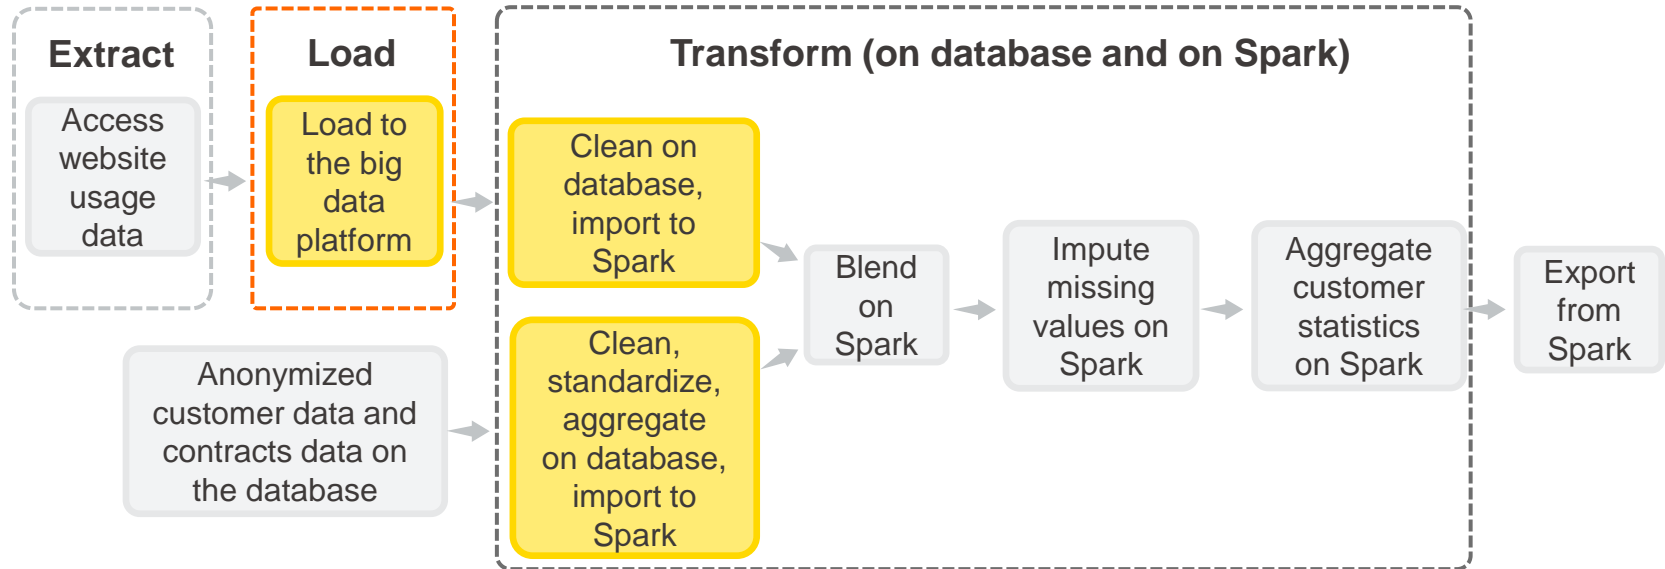 Extract
Access
website
usage
data
Load
Load to
the big
data
platform
Transform (on database and on Spark)
Clean on
database,
import to
Spark
Anonymized
customer data and
contracts data on
the database
Clean,
standardize,
aggregate
on database,
import to
Spark
Blend
on
Spark
Impute
missing
values on
Spark
Aggregate
customer
statistics
on Spark
Export
from
Spark